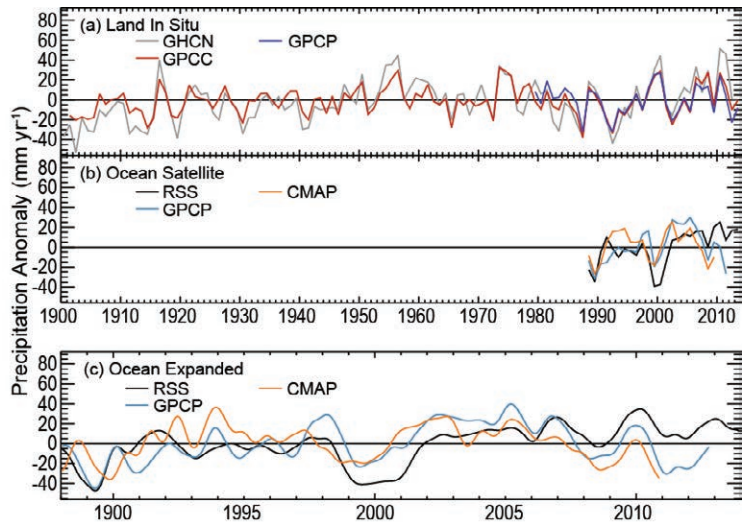 Precipitation Anomaly (mm yr⁻¹)
(a) Land In Situ
GHCN GPCP
GPCC
80
60
40
20
0
-20
-40
(b) Ocean Satellite
RSS CMAP
GPCP
80
60
40
20
0
-20
-40
1900 1910 1920 1930 1940 1950 1960 1970 1980 1990 2000 2010
(c) Ocean Expanded
RSS CMAP
GPCP
80
60
40
20
0
-20
-40
1900 1995 2000 2005 2010